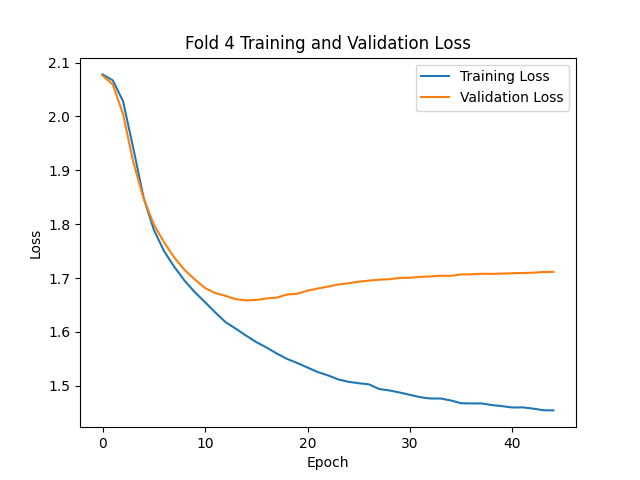 Fold 4 Training and Validation Loss
2.1
2.0
1.9
1.8
1.7
1.6
1.5
Loss
Training Loss
Validation Loss
0
10
20
30
40
Epoch